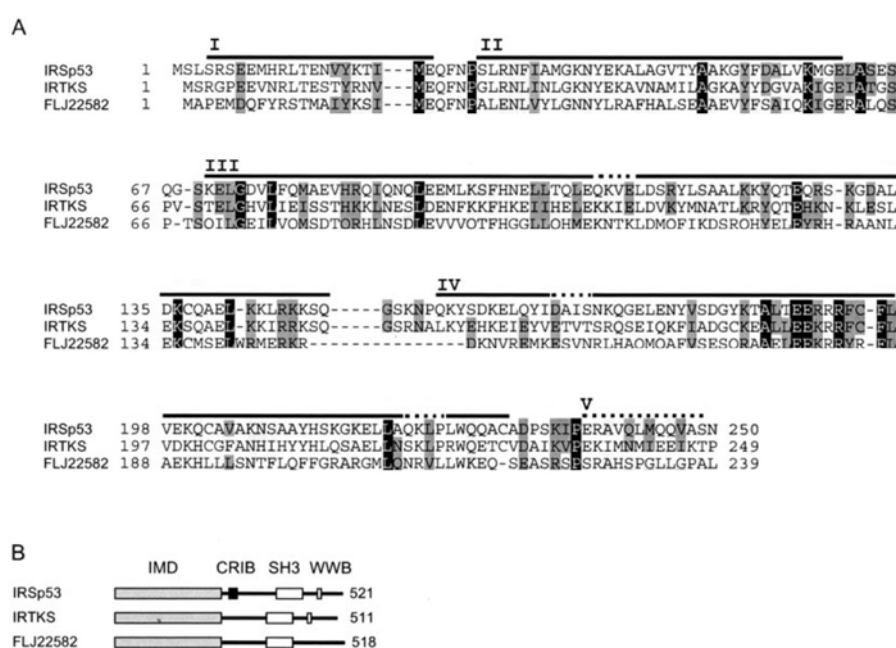 A
I II
IRSp53 1 MSLSRSEEMHRLTENVYKTI---MEQFNPSLRNFIAMGKNYEKALAGVTYAAKGYFDALVKMGELASES
IRTKS 1 MSRGPEEVNRLTESTYRNV---MEQFNPGLRNLINLGKNYEKAVNAMILAGKAYYDGVAKIGEIATGS
FLJ22582 1 MAPEMDQFYRSTMAIYKSI---MEQFNPALENLVYLGNNYLRAFHALSEAAEVYFSAIQKIGERALQS
III
IRSp53 67 QG-SKELGDVLFQMAEVHRQIQNQLEEMLKSFHNELLTQLEQKVELDSRYLSAALKKYQTEQRS-KGDAL
IRTKS 66 PV-STELGHVLIEISSTHKKLNESLDENFKKFHKEIIHELEKKIELDVKYMNATLKRYQTEHKN-KLESL
FLJ22582 66 P-TSQILGEILVQMSDTQRHLNSDLEVVVQTFHGGLLQHMEKNTKLDMQFIKDSRQHYELEYRH-RAANL
IV
IRSp53 135 DKCQAEL-KKLRKKSQ-----GSKNPQKYSDKELQYIDAISNKQGELENYVSDGYKTALTEERRRFC-FL
IRTKS 134 EKSQAEL-KKIRRKSQ-----GSRNALKYEHKEIEYVETVTSRQSEIQKFIADGCKEALLEEKRRFC-FL
FLJ22582 134 EKCMSELWRMERKR---------------DKNVREMKESVNRLHAQMQAFVSESQRAAELEEKRRYR-FL
V
IRSp53 198 VEKQCAVAKNSAAYHSKGKELLAQKLPLWQQACADPSKIPERAVQLMQQVASN 250
IRTKS 197 VDKHCGFANHIHYYHLQSAELLNSKLPRWQETCVDAIKVPEKIMNMIEEIKTP 249
FLJ22582 188 AEKHLLLSNTFLQFFGRARGMLQNRVLLWKEQ-SEASRSPSRAHSPGLLGPAL 239
B
IMD CRIB SH3 WWB
IRSp53 521
IRTKS 511
FLJ22582 518